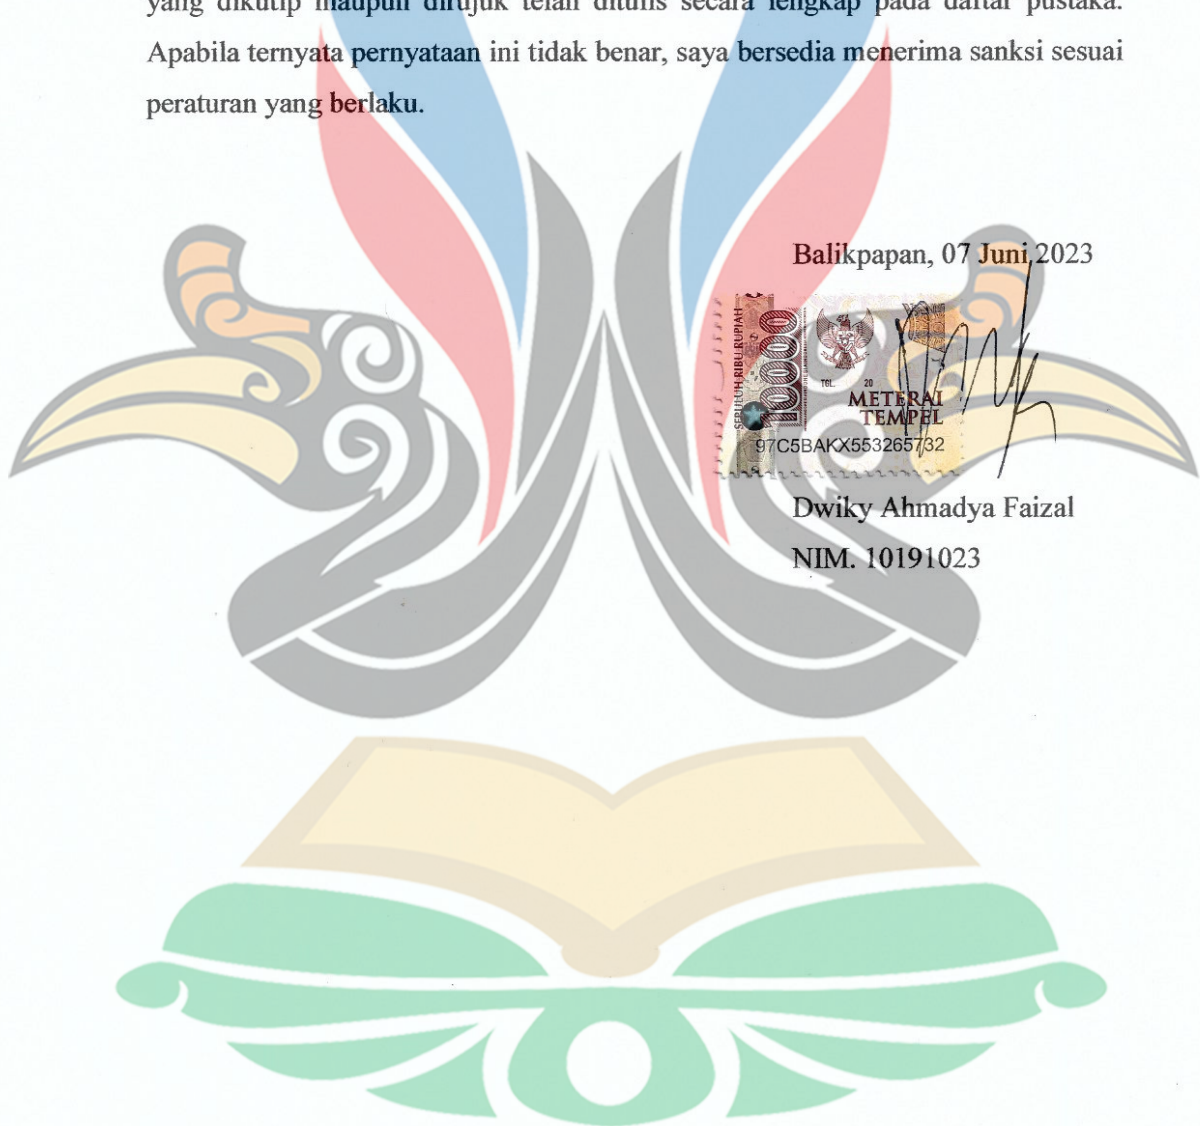 yang dikutip maupun dirujuk telah ditulis secara lengkap pada daftar pustaka.
Apabila ternyata pernyataan ini tidak benar, saya bersedia menerima sanksi sesuai
peraturan yang berlaku.
Balikpapan, 07 Juni 2023
SEPULUH RIBU RUPIAH
10000
TGL. 20
METERAI
TEMPEL
97C5BAKX553265732
Dwiky Ahmadya Faizal
NIM. 10191023